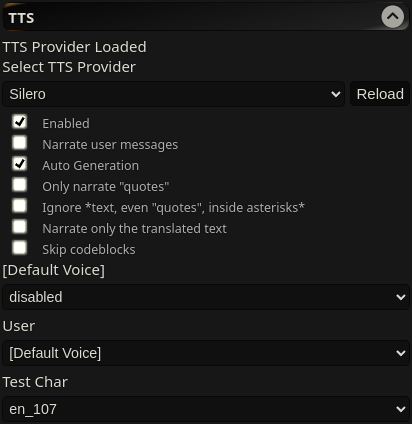 TTS
TTS Provider Loaded
Select TTS Provider
Silero Reload
Enabled
Narrate user messages
Auto Generation
Only narrate "quotes"
Ignore *text, even "quotes", inside asterisks*
Narrate only the translated text
Skip codeblocks
[Default Voice]
disabled
User
[Default Voice]
Test Char
en_107